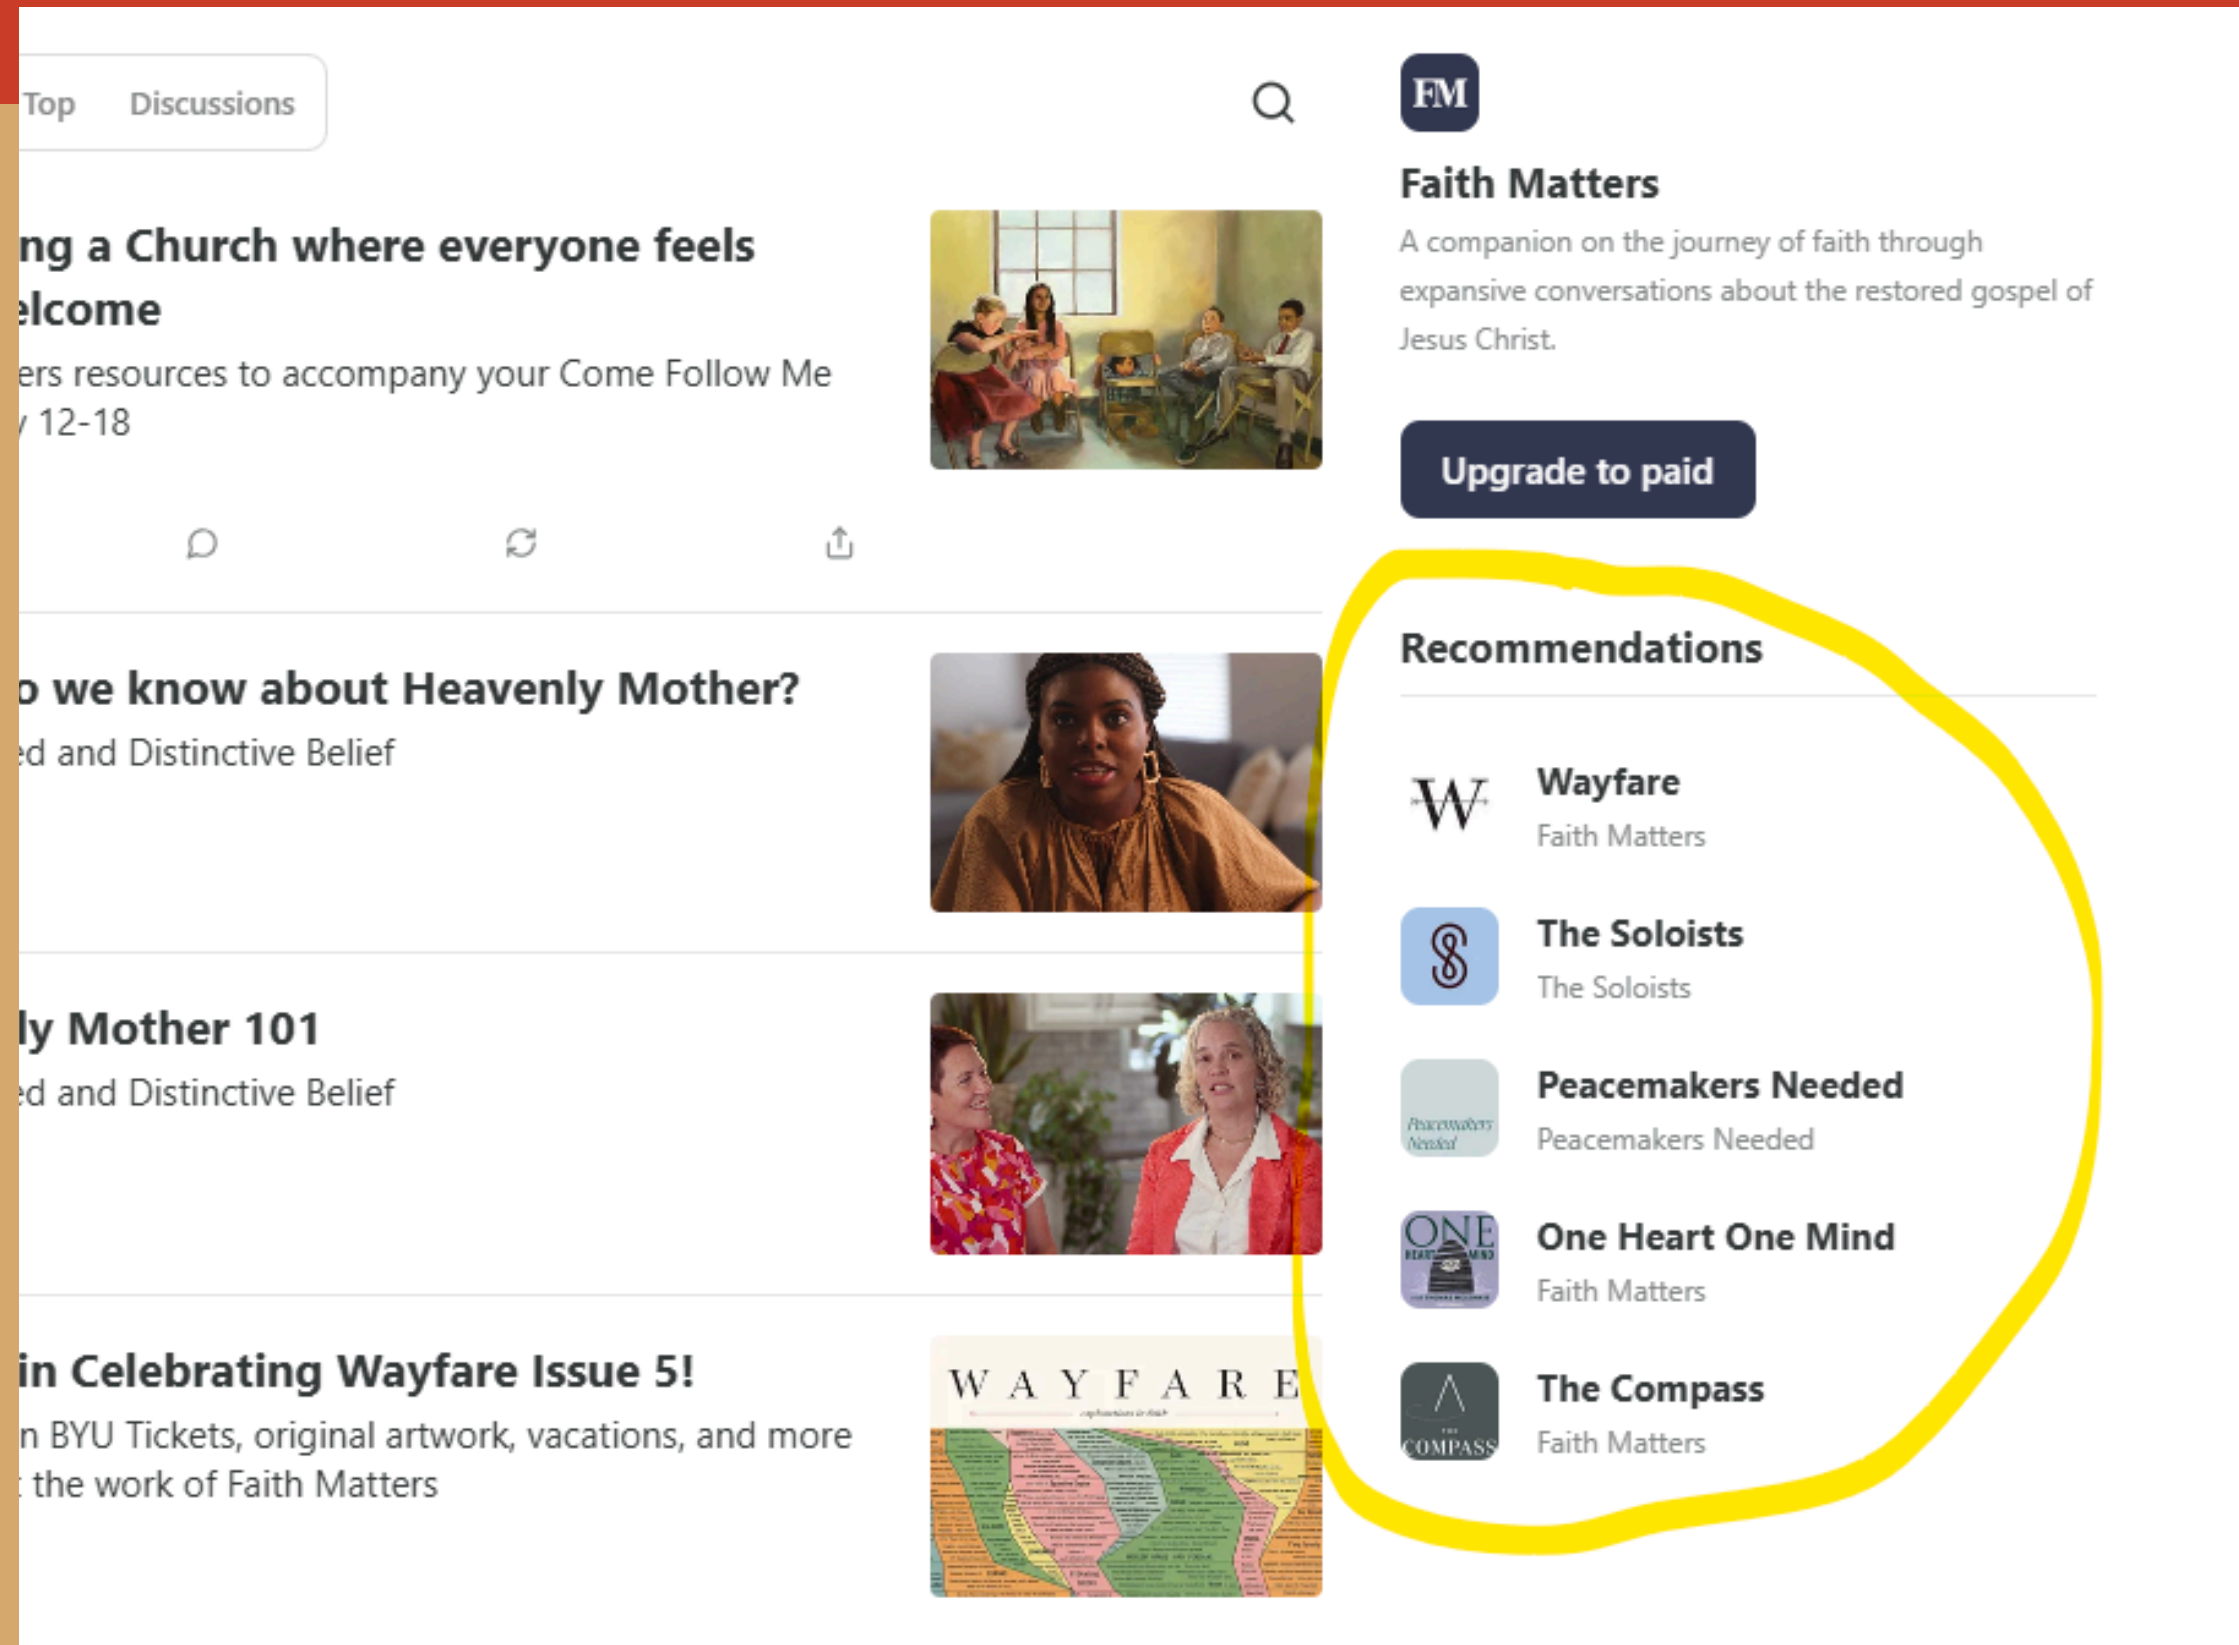 Top Discussions
ng a Church where everyone feels
elcome
ers resources to accompany your Come Follow Me
y 12-18
o we know about Heavenly Mother?
ed and Distinctive Belief
ly Mother 101
ed and Distinctive Belief
in Celebrating Wayfare Issue 5!
n BYU Tickets, original artwork, vacations, and more
the work of Faith Matters
WAYFARE
FM
Faith Matters
A companion on the journey of faith through
expansive conversations about the restored gospel of
Jesus Christ.
Upgrade to paid
Recommendations
W
Wayfare
Faith Matters
The Soloists
The Soloists
Peacemakers
Needed
Peacemakers Needed
Peacemakers Needed
ONE
HEART MIND
One Heart One Mind
Faith Matters
THE
COMPASS
The Compass
Faith Matters